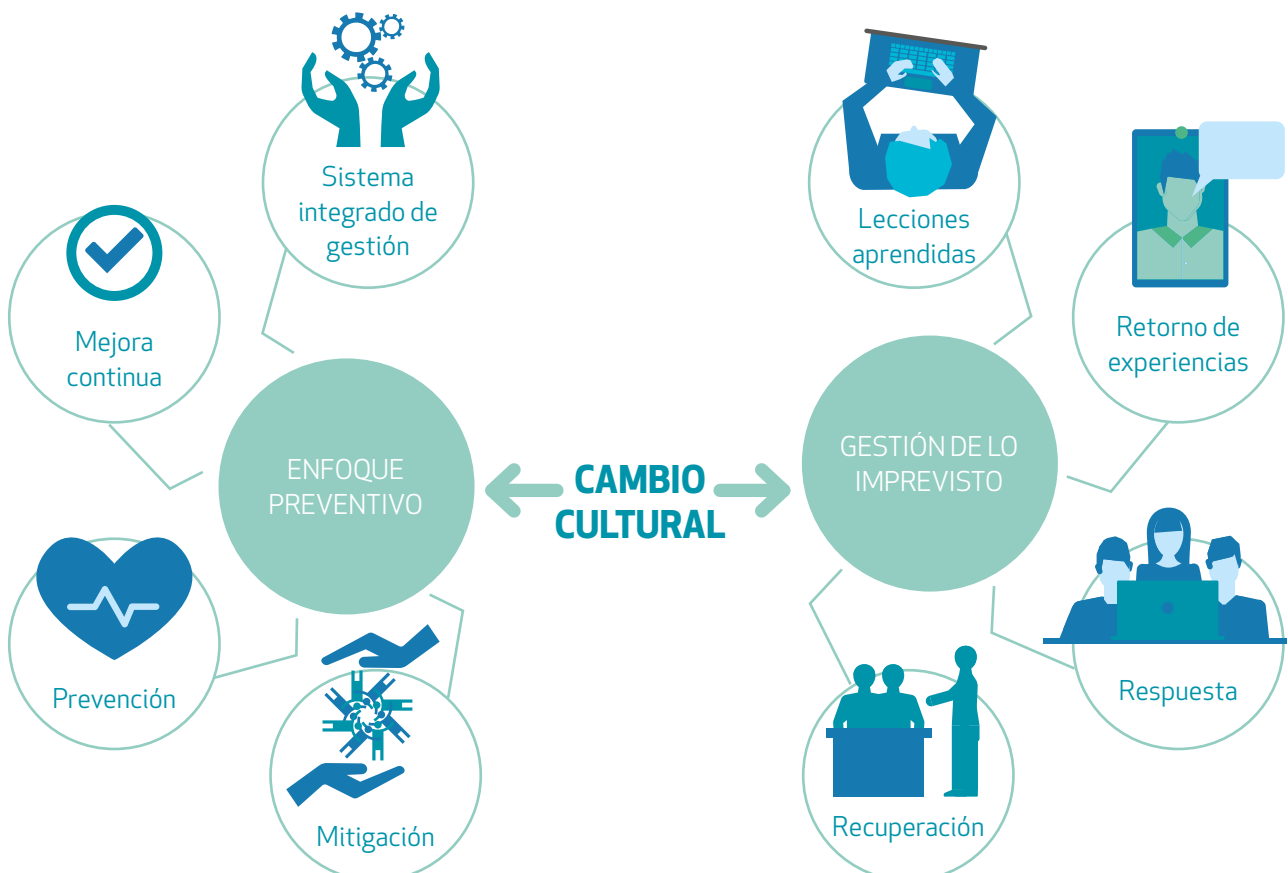 Sistema
integrado de
gestión
Mejora
continua
ENFOQUE
PREVENTIVO
Prevención
Mitigación
CAMBIO
CULTURAL
Lecciones
aprendidas
Retorno de
experiencias
GESTIÓN DE LO
IMPREVISTO
Respuesta
Recuperación